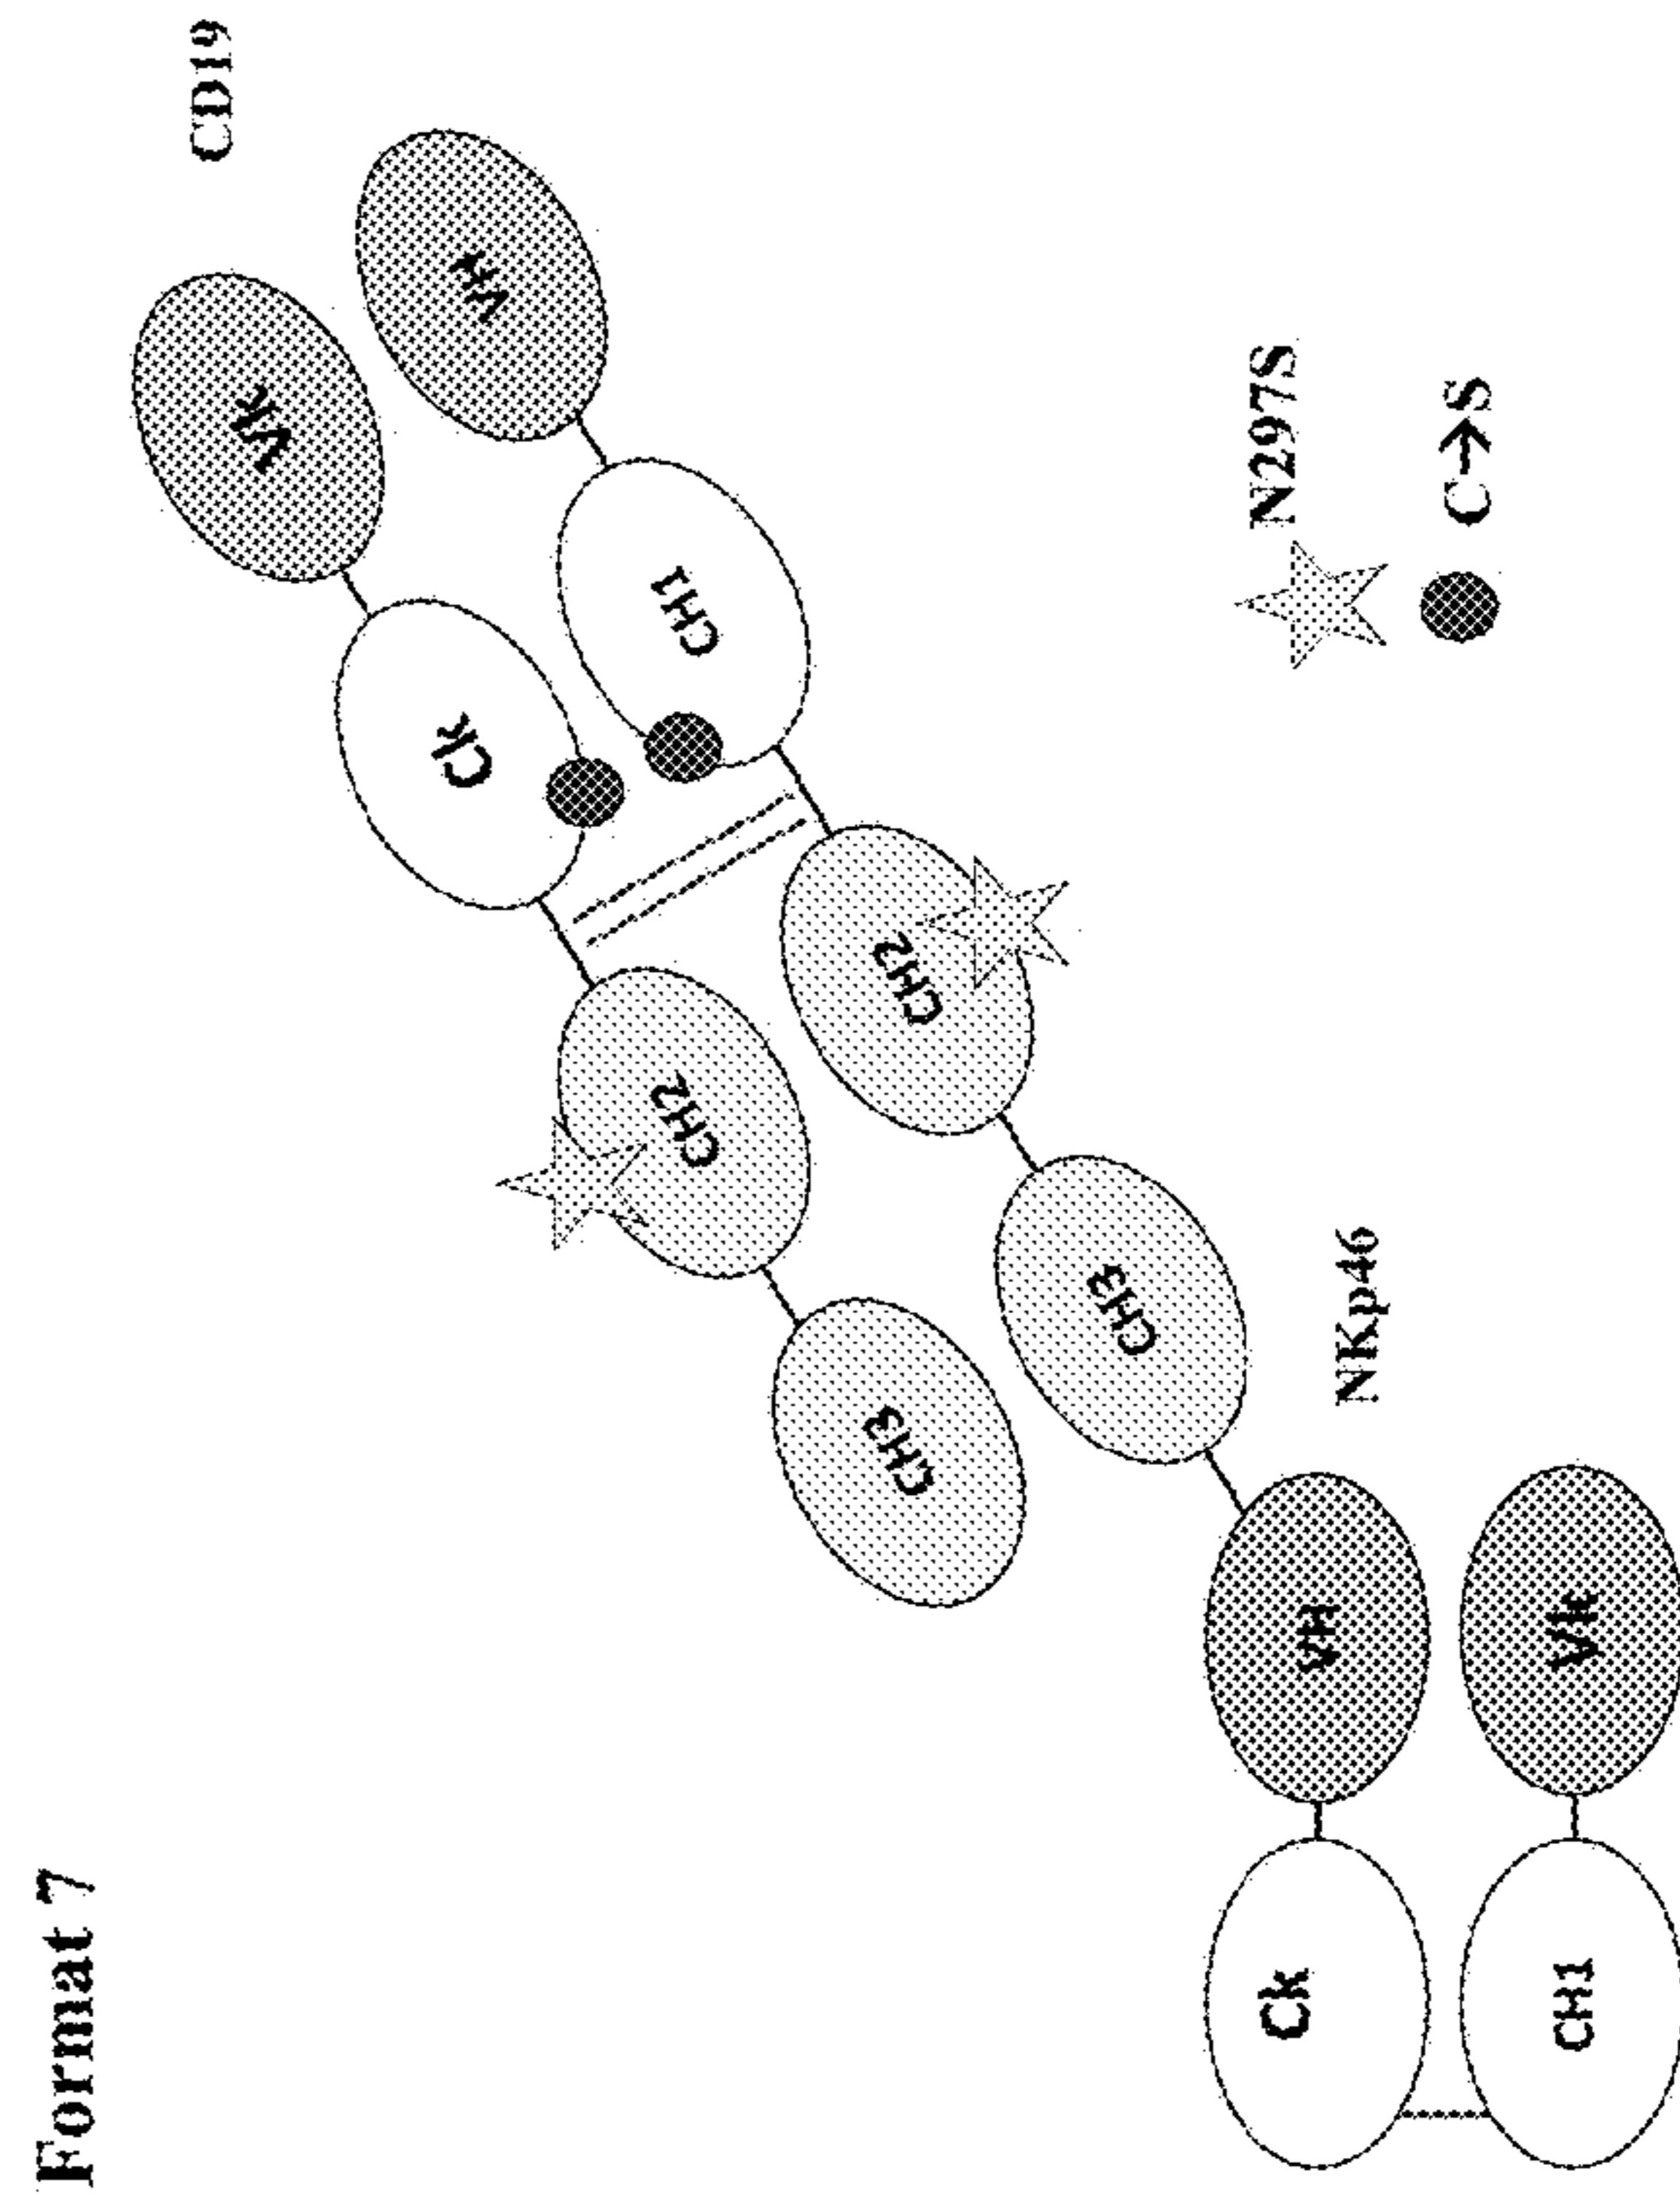 Format 7
CD19
VK
CK
VH
CH2
CH1
CH3
CH2
CH3
N297S
Ck
VH
NKp46
C→S
CH1
Vk